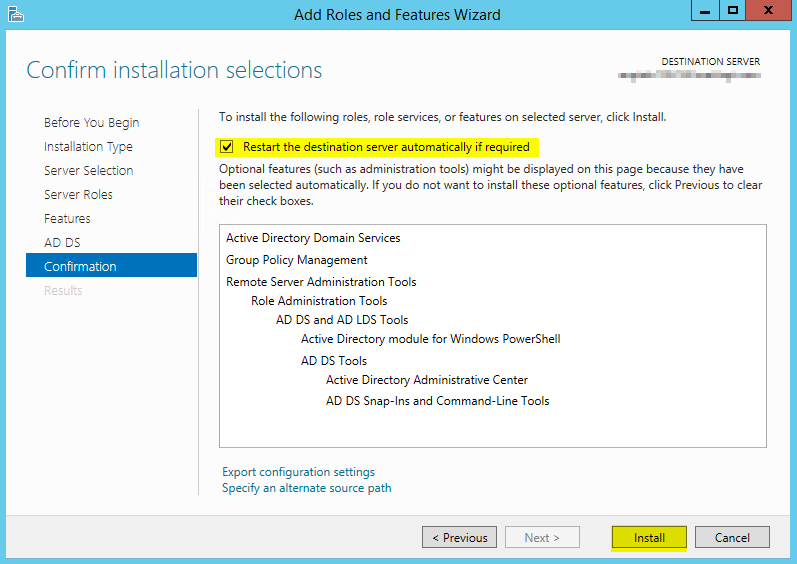 Add Roles and Features Wizard
Confirm installation selections
DESTINATION SERVER
Before You Begin
Installation Type
Server Selection
Server Roles
Features
AD DS
Confirmation
Results
To install the following roles, role services, or features on selected server, click Install.
Restart the destination server automatically if required
Optional features (such as administration tools) might be displayed on this page because they have
been selected automatically. If you do not want to install these optional features, click Previous to clear
their check boxes.
Active Directory Domain Services
Group Policy Management
Remote Server Administration Tools
Role Administration Tools
AD DS and AD LDS Tools
Active Directory module for Windows PowerShell
AD DS Tools
Active Directory Administrative Center
AD DS Snap-Ins and Command-Line Tools
Export configuration settings
Specify an alternate source path
< Previous
Next >
Install
Cancel